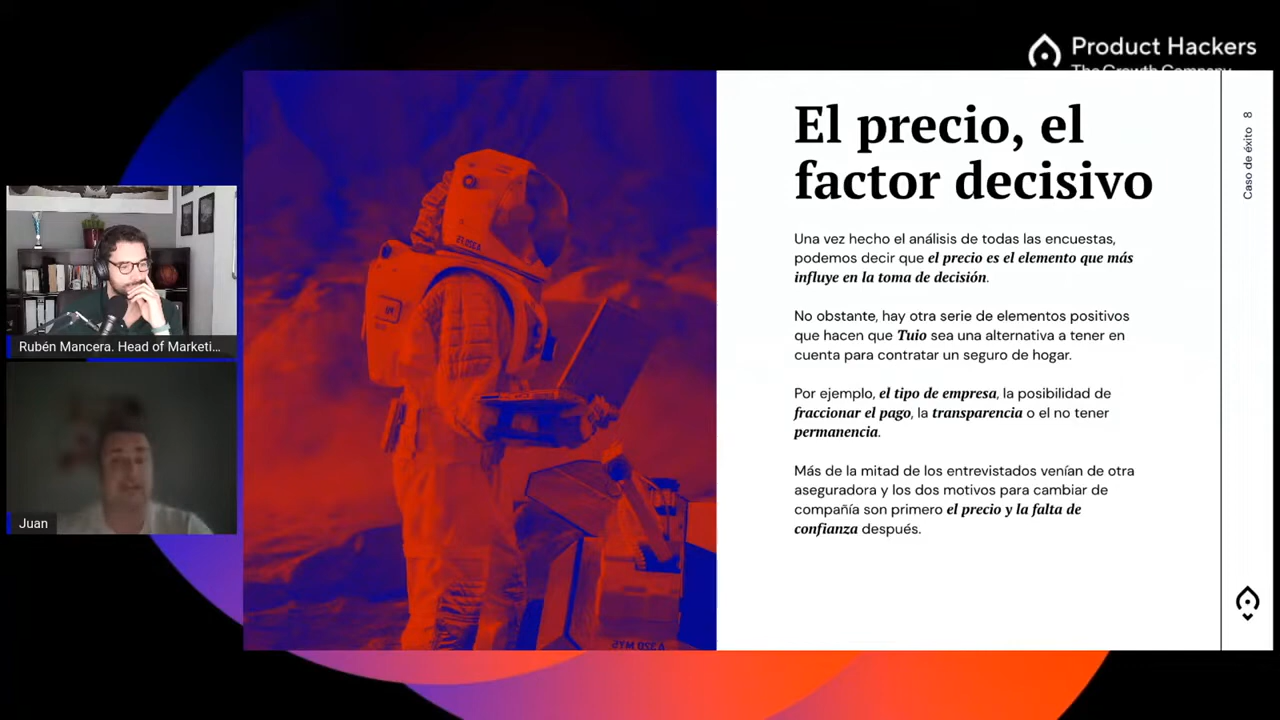 Product Hackers
The Growth Company
El precio, el
factor decisivo
Una vez hecho el análisis de todas las encuestas,
podemos decir que el precio es el elemento que más
influye en la toma de decisión.
No obstante, hay otra serie de elementos positivos
que hacen que Tuio sea una alternativa a tener en
cuenta para contratar un seguro de hogar.
Por ejemplo, el tipo de empresa, la posibilidad de
fraccionar el pago, la transparencia o el no tener
permanencia.
Más de la mitad de los entrevistados venían de otra
aseguradora y los dos motivos para cambiar de
compañía son primero el precio y la falta de
confianza después.
Caso de éxito 8
Rubén Mancera. Head of Marketi...
Juan